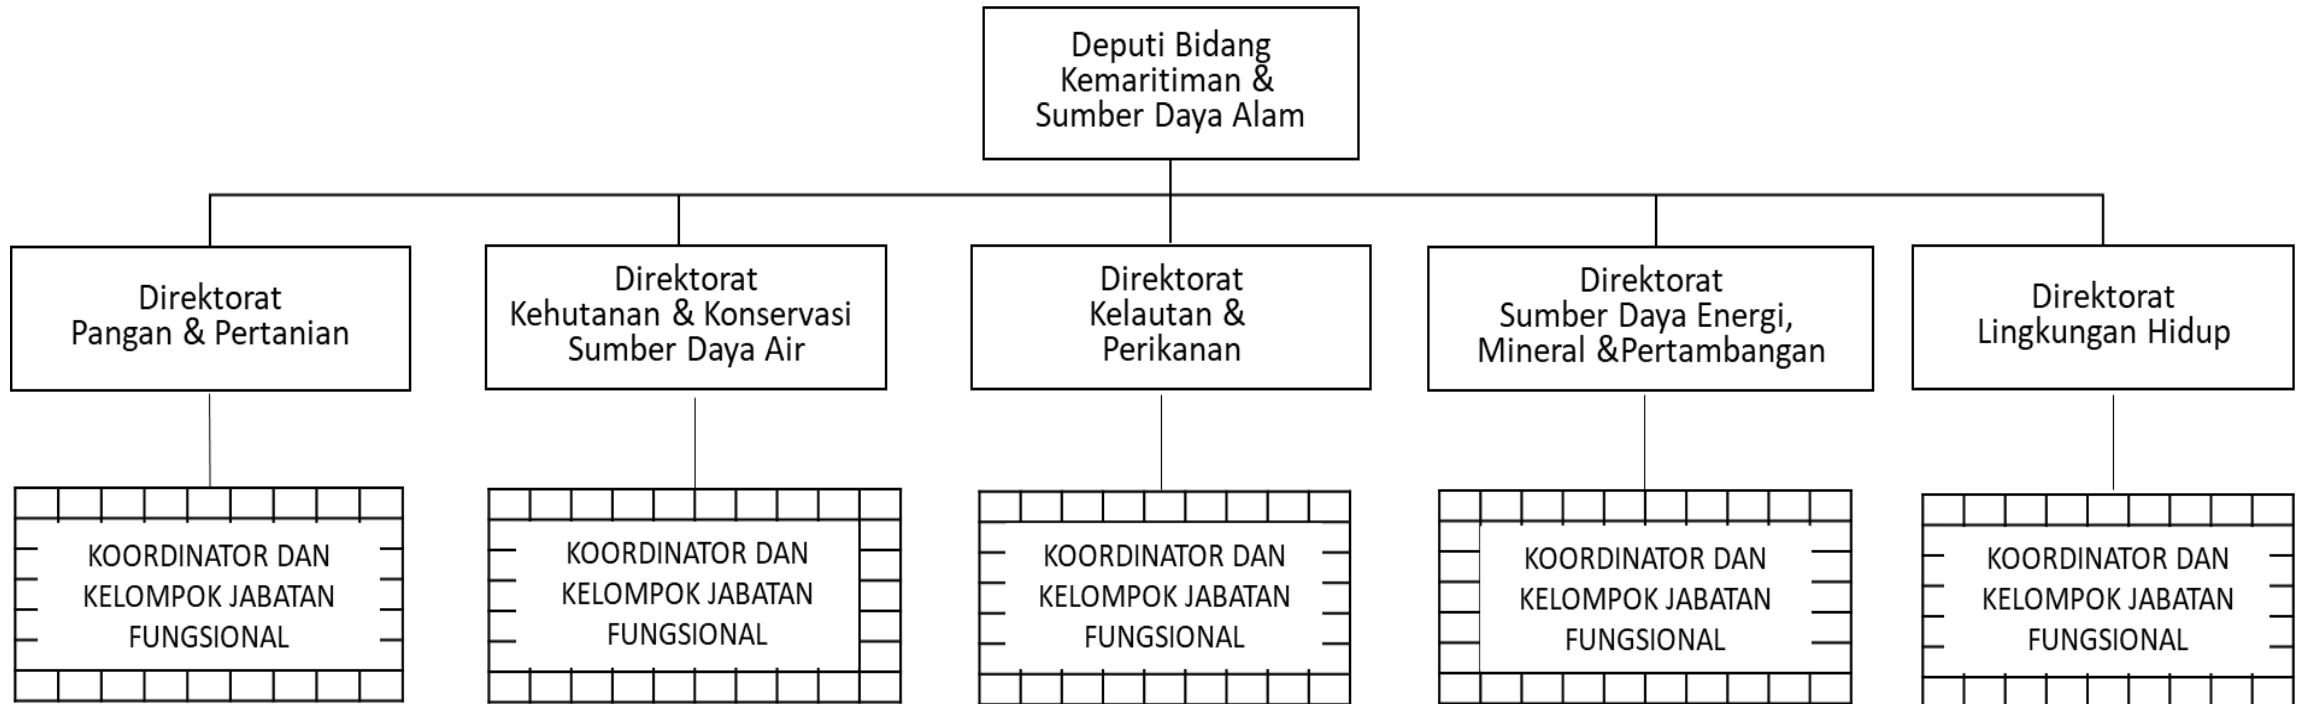 Deputi Bidang
Kemaritiman &
Sumber Daya Alam
Direktorat
Pangan & Pertanian
Direktorat
Kehutanan & Konservasi
Sumber Daya Air
Direktorat
Kelautan &
Perikanan
Direktorat
Sumber Daya Energi,
Mineral &Pertambangan
Direktorat
Lingkungan Hidup
KOORDINATOR DAN
KELOMPOK JABATAN
FUNGSIONAL
KOORDINATOR DAN
KELOMPOK JABATAN
FUNGSIONAL
KOORDINATOR DAN
KELOMPOK JABATAN
FUNGSIONAL
KOORDINATOR DAN
KELOMPOK JABATAN
FUNGSIONAL
KOORDINATOR DAN
KELOMPOK JABATAN
FUNGSIONAL